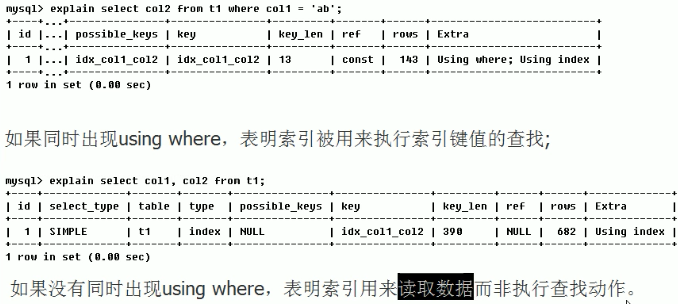 mysql> explain select col2 from t1 where col1 = 'ab';
+----+...+---------------+---------------+---------+-------+------+--------------------------+
| id |...| possible_keys | key | key_len | ref | rows | Extra |
+----+...+---------------+---------------+---------+-------+------+--------------------------+
| 1 |...| idx_col1_col2 | idx_col1_col2 | 13 | const | 143 | Using where; Using index |
+----+...+---------------+---------------+---------+-------+------+--------------------------+
1 row in set (0.00 sec)
如果同时出现using where，表明索引被用来执行索引键值的查找;
mysql> explain select col1, col2 from t1;
+----+-------------+-------+-------+---------------+---------------+---------+------+------+-------------+
| id | select_type | table | type | possible_keys | key | key_len | ref | rows | Extra |
+----+-------------+-------+-------+---------------+---------------+---------+------+------+-------------+
| 1 | SIMPLE | t1 | index | NULL | idx_col1_col2 | 390 | NULL | 682 | Using index |
+----+-------------+-------+-------+---------------+---------------+---------+------+------+-------------+
1 row in set (0.00 sec)
如果没有同时出现using where，表明索引用来读取数据而非执行查找动作。